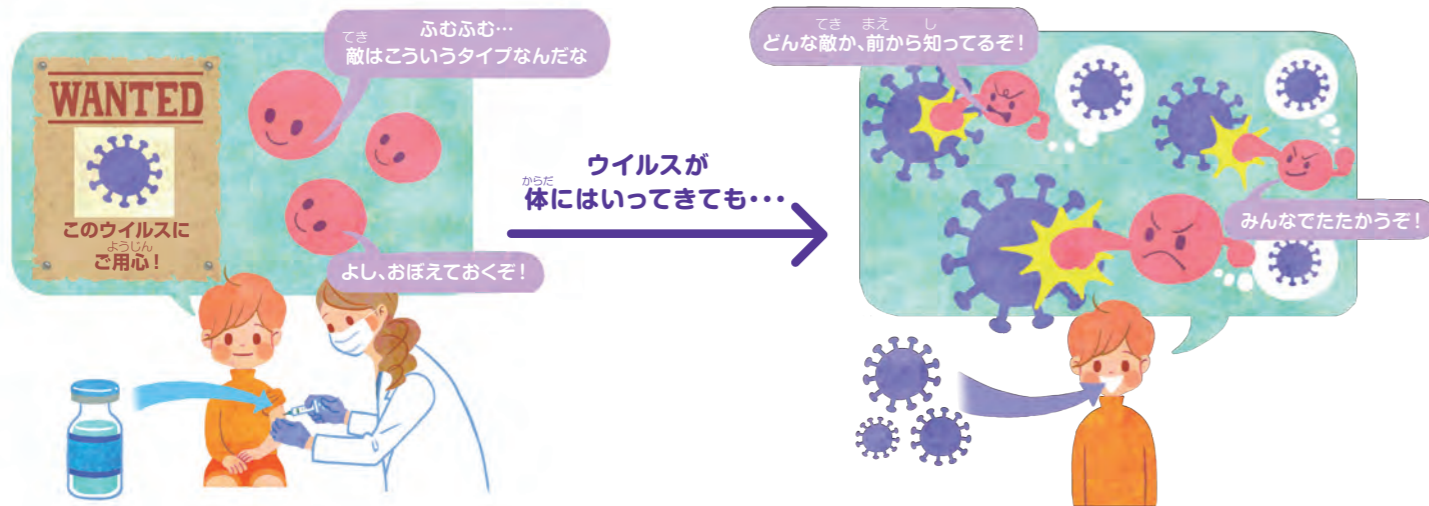 ふむふむ…
てき
敵はこういうタイプなんだな
WANTED
このウイルスに
ようじん
ご用心！
よし、おぼえておくぞ！
ウイルスが
からだ
体にはいってきても・・・
てき まえ し
どんな敵か、前から知ってるぞ！
みんなでたたかうぞ！